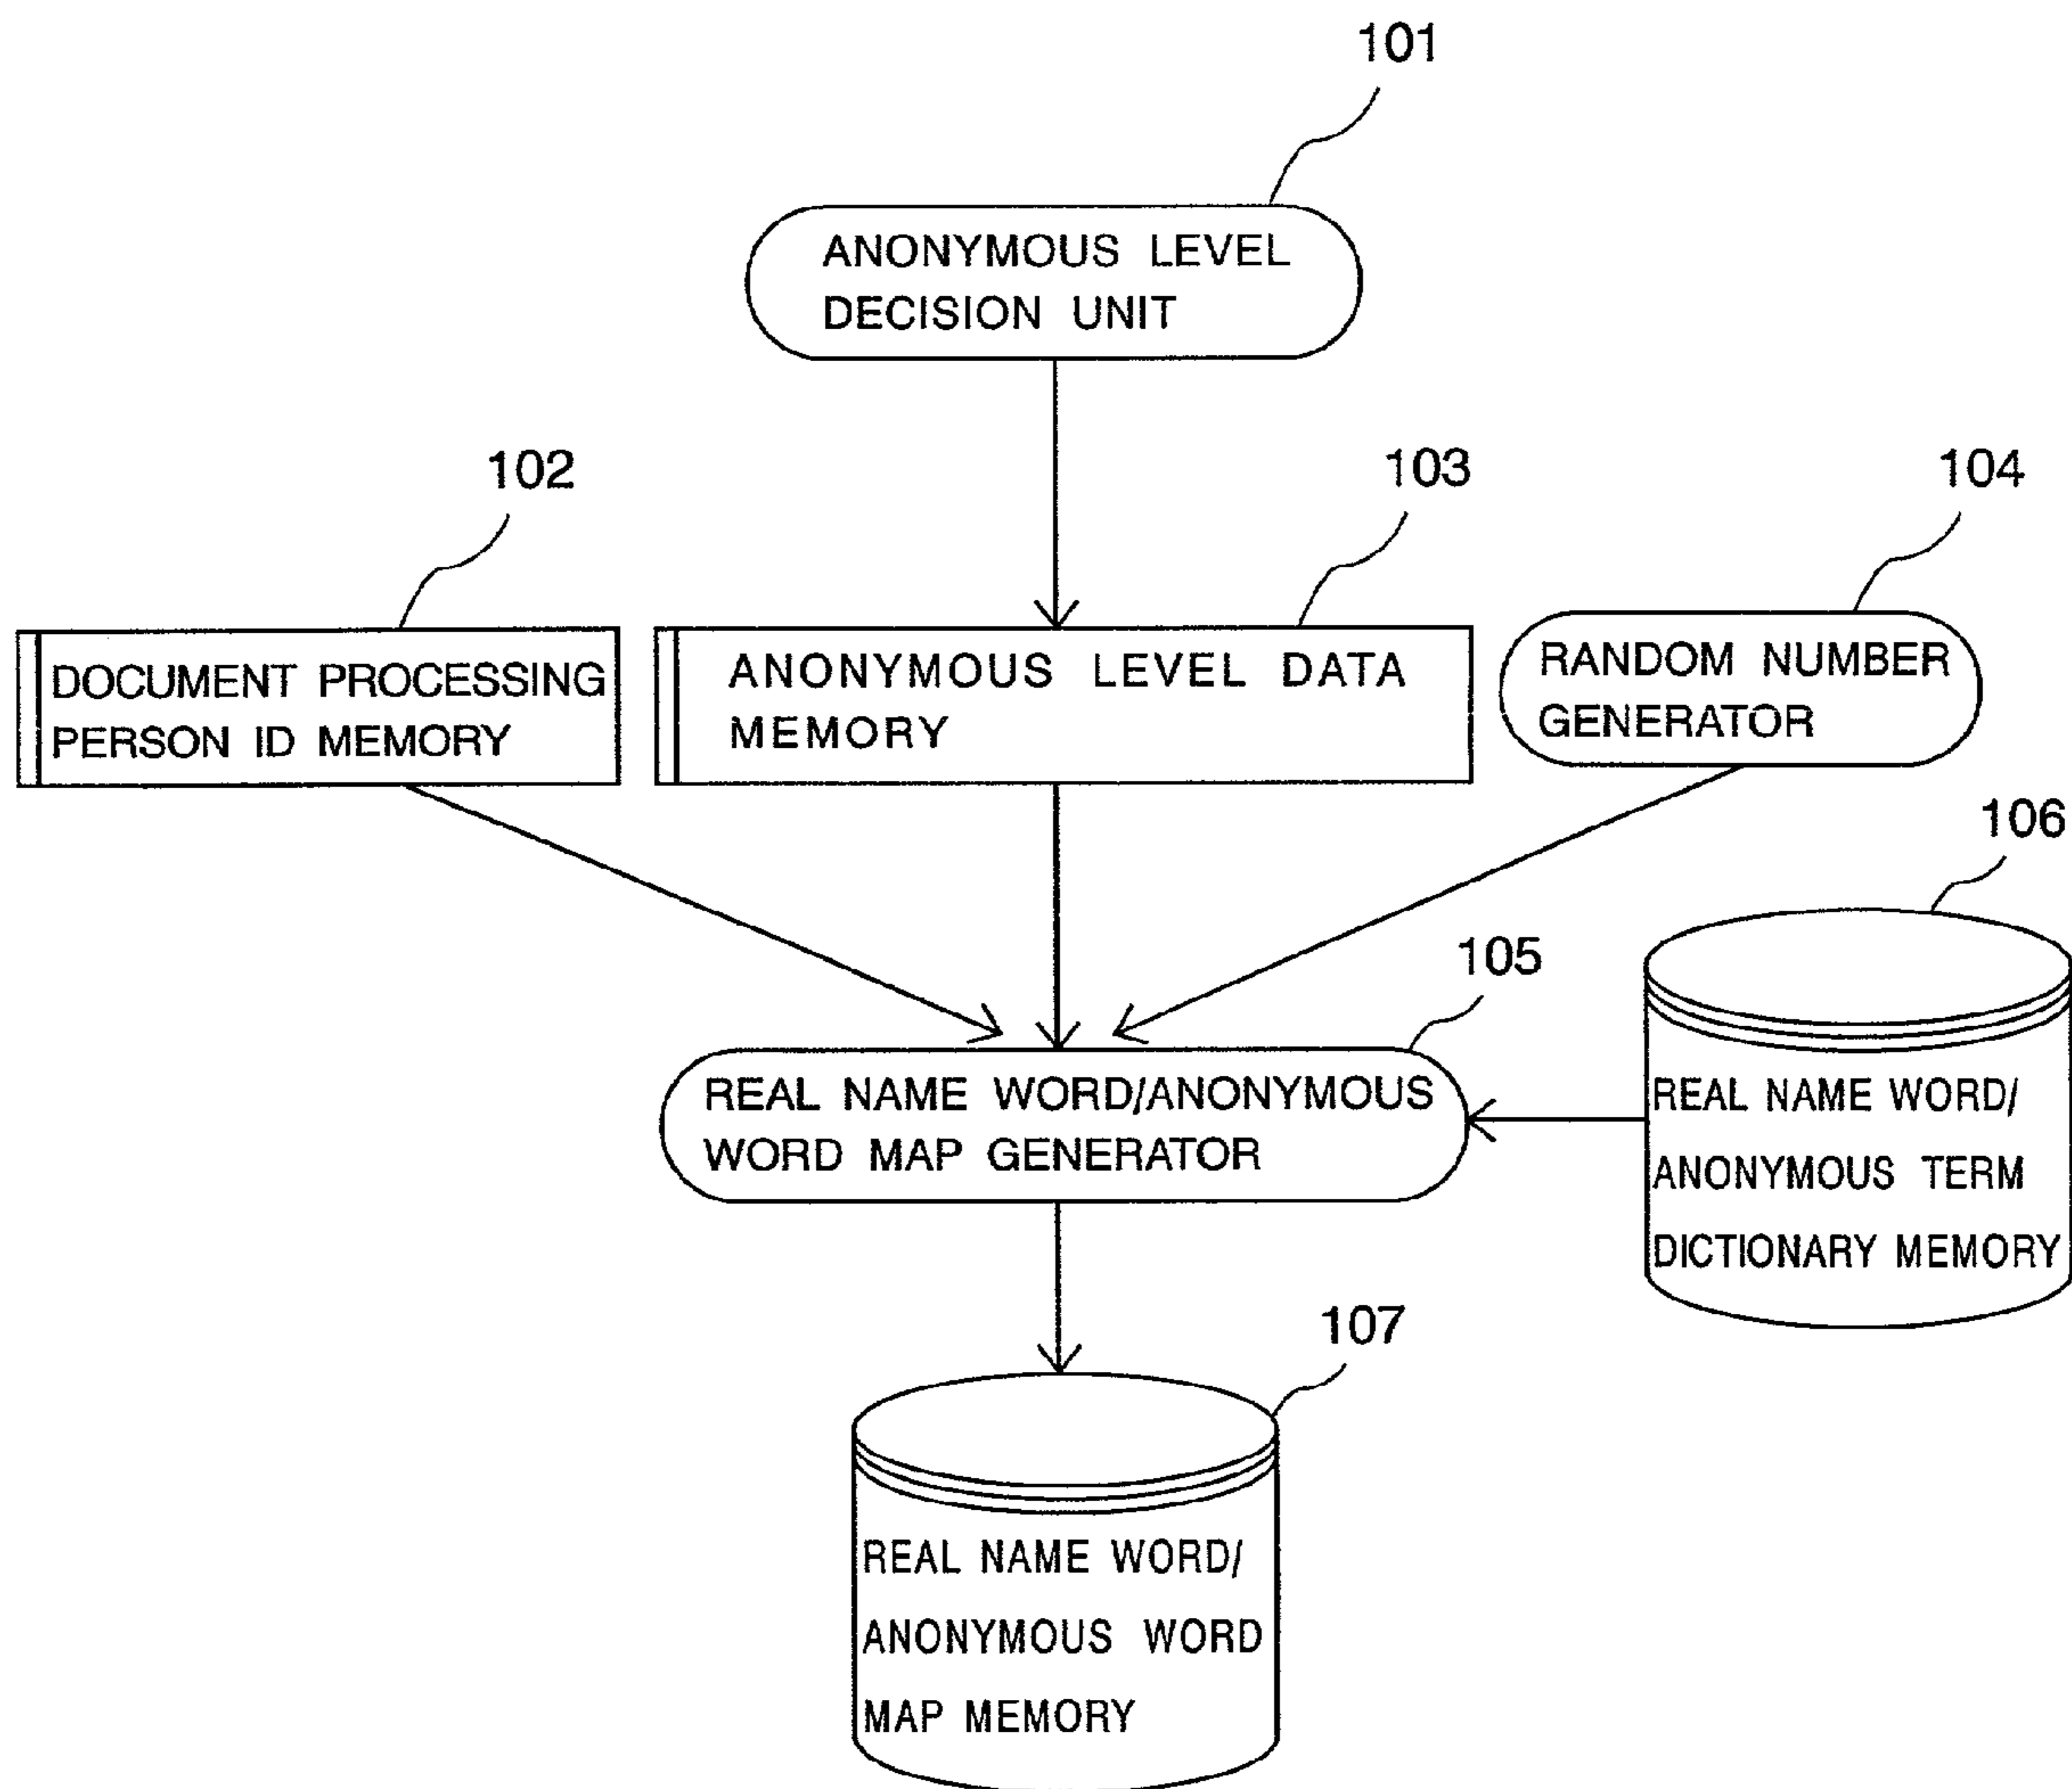 101
ANONYMOUS LEVEL
DECISION UNIT
102
103
104
DOCUMENT PROCESSING
PERSON ID MEMORY
ANONYMOUS LEVEL DATA
MEMORY
RANDOM NUMBER
GENERATOR
106
105
REAL NAME WORD/ANONYMOUS
WORD MAP GENERATOR
REAL NAME WORD/
ANONYMOUS TERM
DICTIONARY MEMORY
107
REAL NAME WORD/
ANONYMOUS WORD
MAP MEMORY